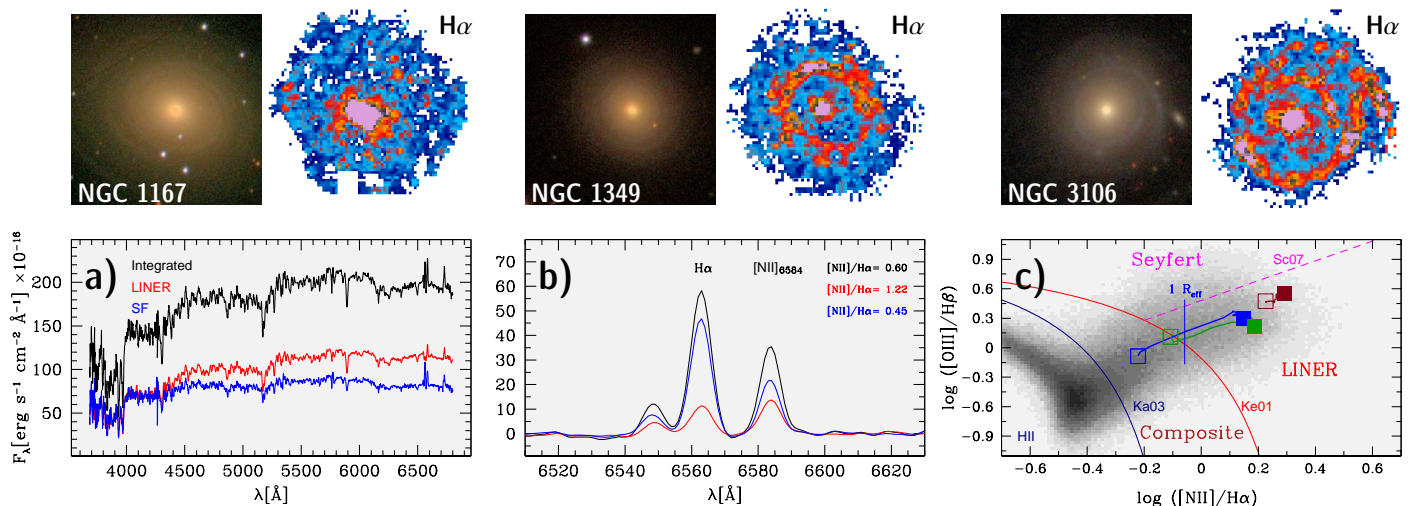 Hα
NGC 1167
Hα
NGC 1349
Hα
NGC 3106
a)
Integrated
LINER
SF
200
150
100
50
4000 4500 5000 5500 6000 6500
λ[Å]
F_λ[erg s⁻¹ cm⁻² Å⁻¹] ×10⁻¹⁶
b)
Hα
[NII]₆₅₈₄
[NII]/Hα= 0.60
[NII]/Hα= 1.22
[NII]/Hα= 0.45
70
60
50
40
30
20
10
0
6520 6540 6560 6580 6600 6620
λ[Å]
c)
Seyfert
Sc07
1 R_eff
LINER
Ka03
Ke01
HII
Composite
0.9
0.6
0.3
0
−0.3
−0.6
−0.9
−0.6 −0.4 −0.2 0 0.2 0.4 0.6
log ([NII]/Hα)
log ([OIII]/Hβ)